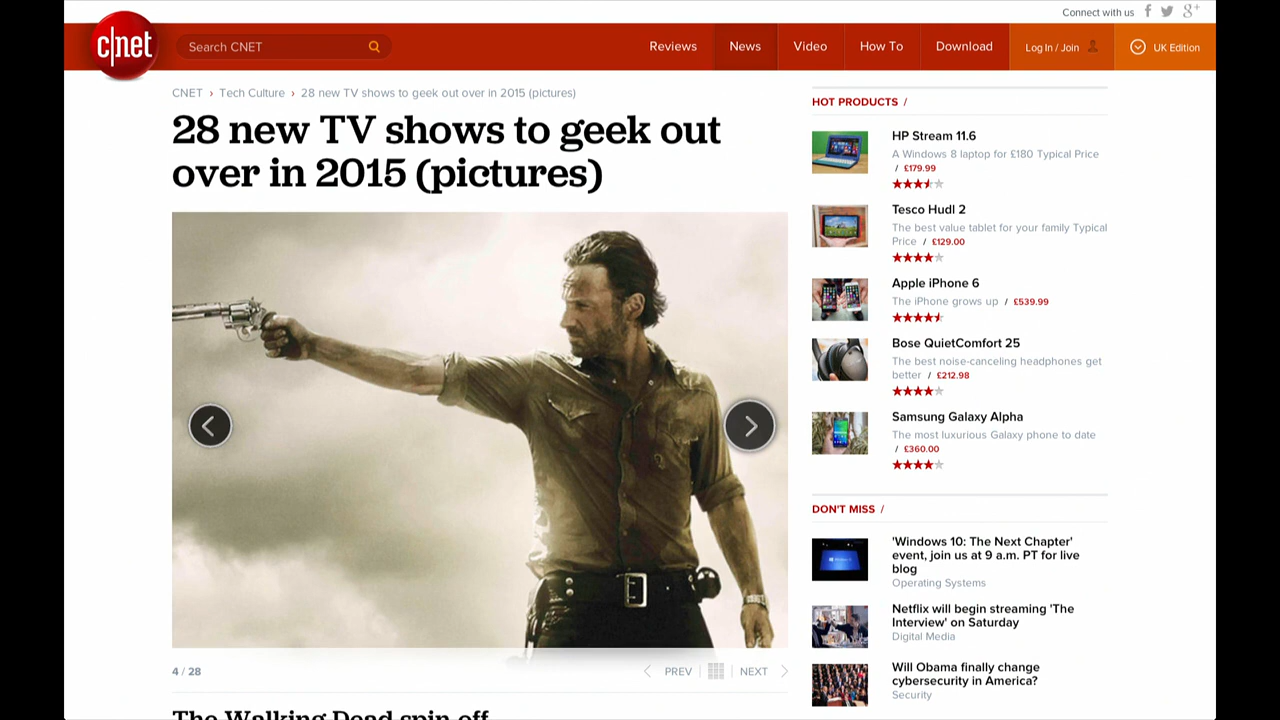 Connect with us
c|net
Search CNET
Reviews
News
Video
How To
Download
Log In / Join
UK Edition
CNET › Tech Culture › 28 new TV shows to geek out over in 2015 (pictures)
28 new TV shows to geek out
over in 2015 (pictures)
4 / 28
PREV
NEXT
The Walking Dead spin-off
HOT PRODUCTS /
HP Stream 11.6
A Windows 8 laptop for £180 Typical Price
/ £179.99
Tesco Hudl 2
The best value tablet for your family Typical
Price / £129.00
Apple iPhone 6
The iPhone grows up / £539.99
Bose QuietComfort 25
The best noise-canceling headphones get
better / £212.98
Samsung Galaxy Alpha
The most luxurious Galaxy phone to date
/ £360.00
DON'T MISS /
'Windows 10: The Next Chapter'
event, join us at 9 a.m. PT for live
blog
Operating Systems
Netflix will begin streaming 'The
Interview' on Saturday
Digital Media
Will Obama finally change
cybersecurity in America?
Security